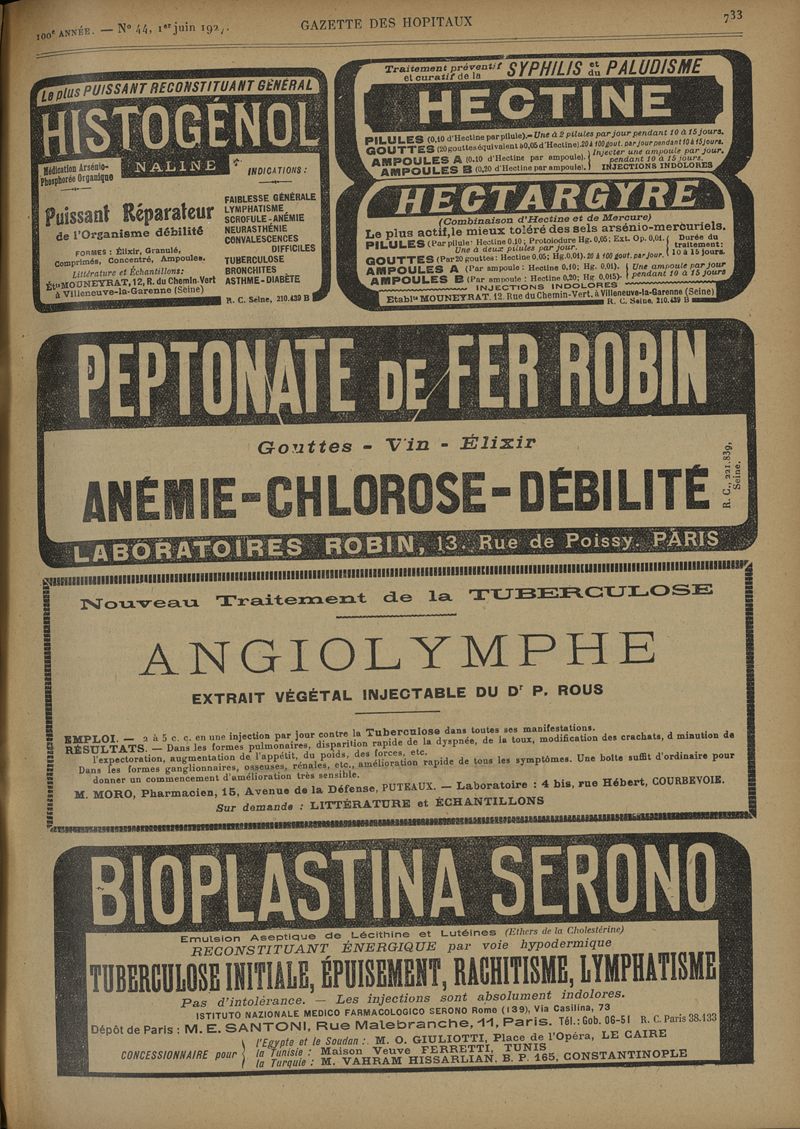 100e ANNÉE. — No 44, 1er juin 192
GAZETTE DES HOPITAUX
733
Le plus PUISSANT RECONSTITUANT GÉNÉRAL
HISTOGÉNOL
NALINE
Médication Arsénio-
Phosphorée Organique
Puissant Réparateur
de l'Organisme débilité
FORMES : Élixir, Granulé,
Comprimés, Concentré, Ampoules.
Littérature et Échantillons:
Éts MOUNEYRAT, 12, R. du Chemin-Vert
à Villeneuve-la-Garenne (Seine)
INDICATIONS :
FAIBLESSE GÉNÉRALE
LYMPHATISME
SCROFULE - ANÉMIE
NEURASTHÉNIE
CONVALESCENCES
DIFFICILES
TUBERCULOSE
BRONCHITES
ASTHME-DIABÈTE
R. C. Seine, 210.439 B
Traitement préventif et curatif de la SYPHILIS et du PALUDISME
HECTINE
PILULES (0,10 d'Hectine par pilule).- Une à 2 pilules par jour pendant 10 à 15 jours.
GOUTTES (20 gouttes équivalent à 0,05 d'Hectine). 20 à 100 gout. par jour pendant 10 à 15 jours.
AMPOULES A (0.10 d'Hectine par ampoule).
AMPOULES B (0,20 d'Hectine par ampoule).
Injecter une ampoule par jour.
pendant 10 à 15 jours.
INJECTIONS INDOLORES
HECTARGYRE
(Combinaison d'Hectine et de Mercure)
Le plus actif, le mieux toléré des sels arsénio-mercuriels.
PILULES (Par pilule: Hectine 0.10; Protoiodure Hg. 0,05; Ext. Op. 0,01.
Une à deux pilules par jour.
GOUTTES (Par 20 gouttes: Hectine 0.05; Hg. 0.01). 20 à 100 gout. par jour.
Durée du traitement:
10 à 15 jours.
AMPOULES A (Par ampoule: Hectine 0,10; Hg. 0,01).
AMPOULES B (Par ampoule: Hectine 0,20; Hg. 0,015).
Une ampoule par jour
pendant 10 à 15 jours
INJECTIONS INDOLORES
Etablts MOUNEYRAT, 12, Rue du Chemin-Vert, à Villeneuve-la-Garenne (Seine)
R. C. Seine, 210.439 B
PEPTONATE DE FER ROBIN
Gouttes - Vin - Élixir
ANÉMIE - CHLOROSE - DÉBILITÉ
R. C., 221.839, Seine.
LABORATOIRES ROBIN, 13. Rue de Poissy. PARIS
Nouveau Traitement de la TUBERCULOSE
ANGIOLYMPHE
EXTRAIT VÉGÉTAL INJECTABLE DU Dr P. ROUS
EMPLOI. — 2 à 5 c. c. en une injection par jour contre la Tuberculose dans toutes ses manifestations.
RÉSULTATS. — Dans les formes pulmonaires, disparition rapide de la dyspnée, de la toux, modification des crachats, d minution de
l'expectoration, augmentation de l'appétit, du poids, des forces, etc.
Dans les formes ganglionnaires, osseuses, rénales, etc., amélioration rapide de tous les symptômes. Une boîte suffit d'ordinaire pour
donner un commencement d'amélioration très sensible.
M. MORO, Pharmacien, 15, Avenue de la Défense, PUTEAUX. — Laboratoire : 4 bis, rue Hébert, COURBEVOIE.
Sur demande : LITTÉRATURE et ÉCHANTILLONS
BIOPLASTINA SERONO
Emulsion Aseptique de Lécithine et Lutéines (Ethers de la Cholestérine)
RECONSTITUANT ÉNERGIQUE par voie hypodermique
TUBERCULOSE INITIALE, ÉPUISEMENT, RACHITISME, LYMPHATISME
Pas d'intolérance. — Les injections sont absolument indolores.
ISTITUTO NAZIONALE MEDICO FARMACOLOGICO SERONO Rome (139), Via Casilina, 73
Dépôt de Paris : M. E. SANTONI, Rue Malebranche, 11, Paris. Tél.: Gob. 06-51 R. C. Paris 38.133
CONCESSIONNAIRE pour
l'Egypte et le Soudan : M. O. GIULIOTTI, Place de l'Opéra, LE CAIRE
la Tunisie : Maison Veuve FERRETTI, TUNIS
la Turquie : M. VAHRAM HISSARLIAN, B. P. 165, CONSTANTINOPLE